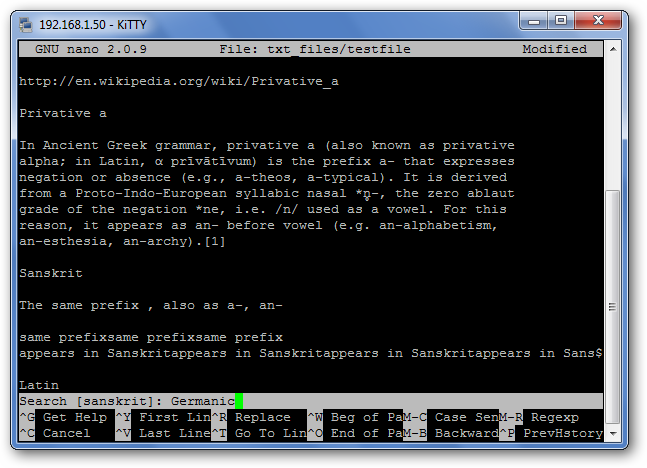 192.168.1.50 - KiTTY
GNU nano 2.0.9 File: txt_files/testfile Modified
http://en.wikipedia.org/wiki/Privative_a
Privative a
In Ancient Greek grammar, privative a (also known as privative
alpha; in Latin, α prīvātīvum) is the prefix a- that expresses
negation or absence (e.g., a-theos, a-typical). It is derived
from a Proto-Indo-European syllabic nasal *n̥-, the zero ablaut
grade of the negation *ne, i.e. /n/ used as a vowel. For this
reason, it appears as an- before vowel (e.g. an-alphabetism,
an-esthesia, an-archy).[1]
Sanskrit
The same prefix , also as a-, an-
same prefixsame prefixsame prefix
appears in Sanskritappears in Sanskritappears in Sanskritappears in Sans$
Latin
Search [sanskrit]: Germanic
^G Get Help ^Y First Lin^R Replace ^W Beg of PaM-C Case SenM-R Regexp
^C Cancel ^V Last Line^T Go To Lin^O End of PaM-B Backward^P PrevHstory